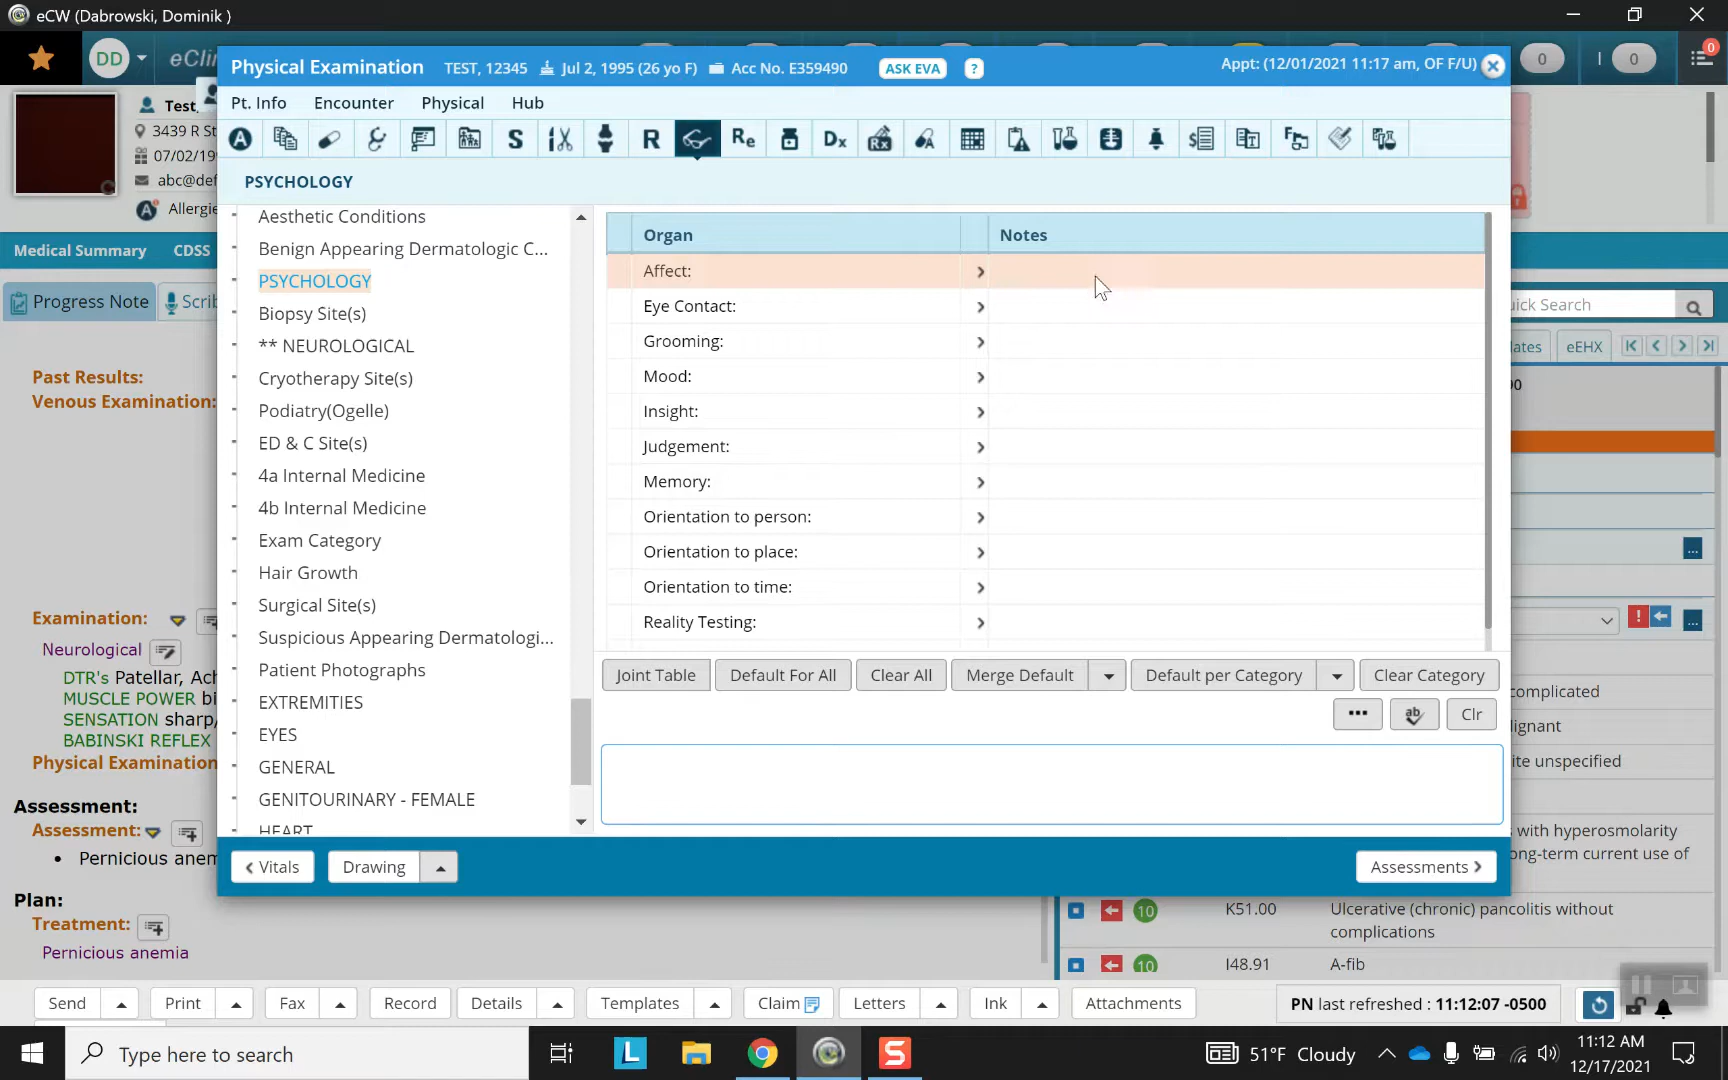 eCW (Dabrowski, Dominik )
DD
eClin
0
I
0
0
Physical Examination
TEST, 12345
Jul 2, 1995 (26 yo F)
Acc No. E359490
ASK EVA
?
Appt: (12/01/2021 11:17 am, OF F/U)
Pt. Info
Encounter
Physical
Hub
A
S
R
Re
Dx
Rx
PSYCHOLOGY
Test,
3439 R St
07/02/19
abc@def
Allergie
Medical Summary
CDSS
Progress Note
Scrib
uick Search
lates
eEHX
90
Aesthetic Conditions
Benign Appearing Dermatologic C...
PSYCHOLOGY
Biopsy Site(s)
** NEUROLOGICAL
Cryotherapy Site(s)
Podiatry(Ogelle)
ED & C Site(s)
4a Internal Medicine
4b Internal Medicine
Exam Category
Hair Growth
Surgical Site(s)
Suspicious Appearing Dermatologi...
Patient Photographs
EXTREMITIES
EYES
GENERAL
GENITOURINARY - FEMALE
HEART
Organ
Notes
Affect:
Eye Contact:
Grooming:
Mood:
Insight:
Judgement:
Memory:
Orientation to person:
Orientation to place:
Orientation to time:
Reality Testing:
Joint Table
Default For All
Clear All
Merge Default
Default per Category
Clear Category
...
ab
Clr
Vitals
Drawing
Assessments
Past Results:
Venous Examination:
Examination:
Neurological
DTR's Patellar, Ach
MUSCLE POWER bi
SENSATION sharp/
BABINSKI REFLEX
Physical Examination
Assessment:
Assessment:
• Pernicious anem
Plan:
Treatment:
Pernicious anemia
...
!
...
complicated
lignant
ite unspecified
with hyperosmolarity
ong-term current use of
10
K51.00
Ulcerative (chronic) pancolitis without
complications
10
I48.91
A-fib
Send
Print
Fax
Record
Details
Templates
Claim
Letters
Ink
Attachments
PN last refreshed : 11:12:07 -0500
Type here to search
L
S
51°F Cloudy
11:12 AM
12/17/2021